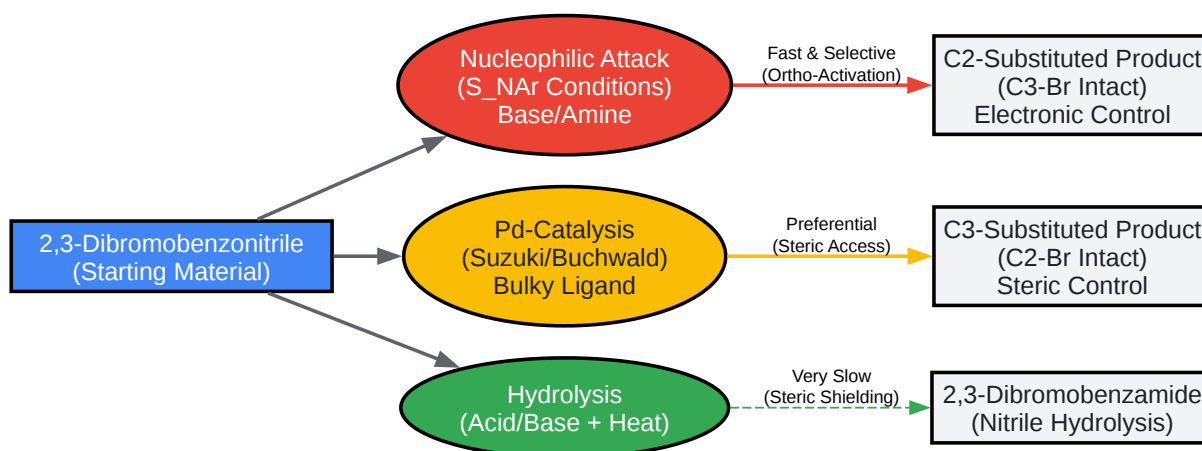 2,3-Dibromobenzonitrile
(Starting Material)
Nucleophilic Attack
(S_NAr Conditions)
Base/Amine
Fast & Selective
(Ortho-Activation)
C2-Substituted Product
(C3-Br Intact)
Electronic Control
Pd-Catalysis
(Suzuki/Buchwald)
Bulky Ligand
Preferential
(Steric Access)
C3-Substituted Product
(C2-Br Intact)
Steric Control
Hydrolysis
(Acid/Base + Heat)
Very Slow
(Steric Shielding)
2,3-Dibromobenzamide
(Nitrile Hydrolysis)